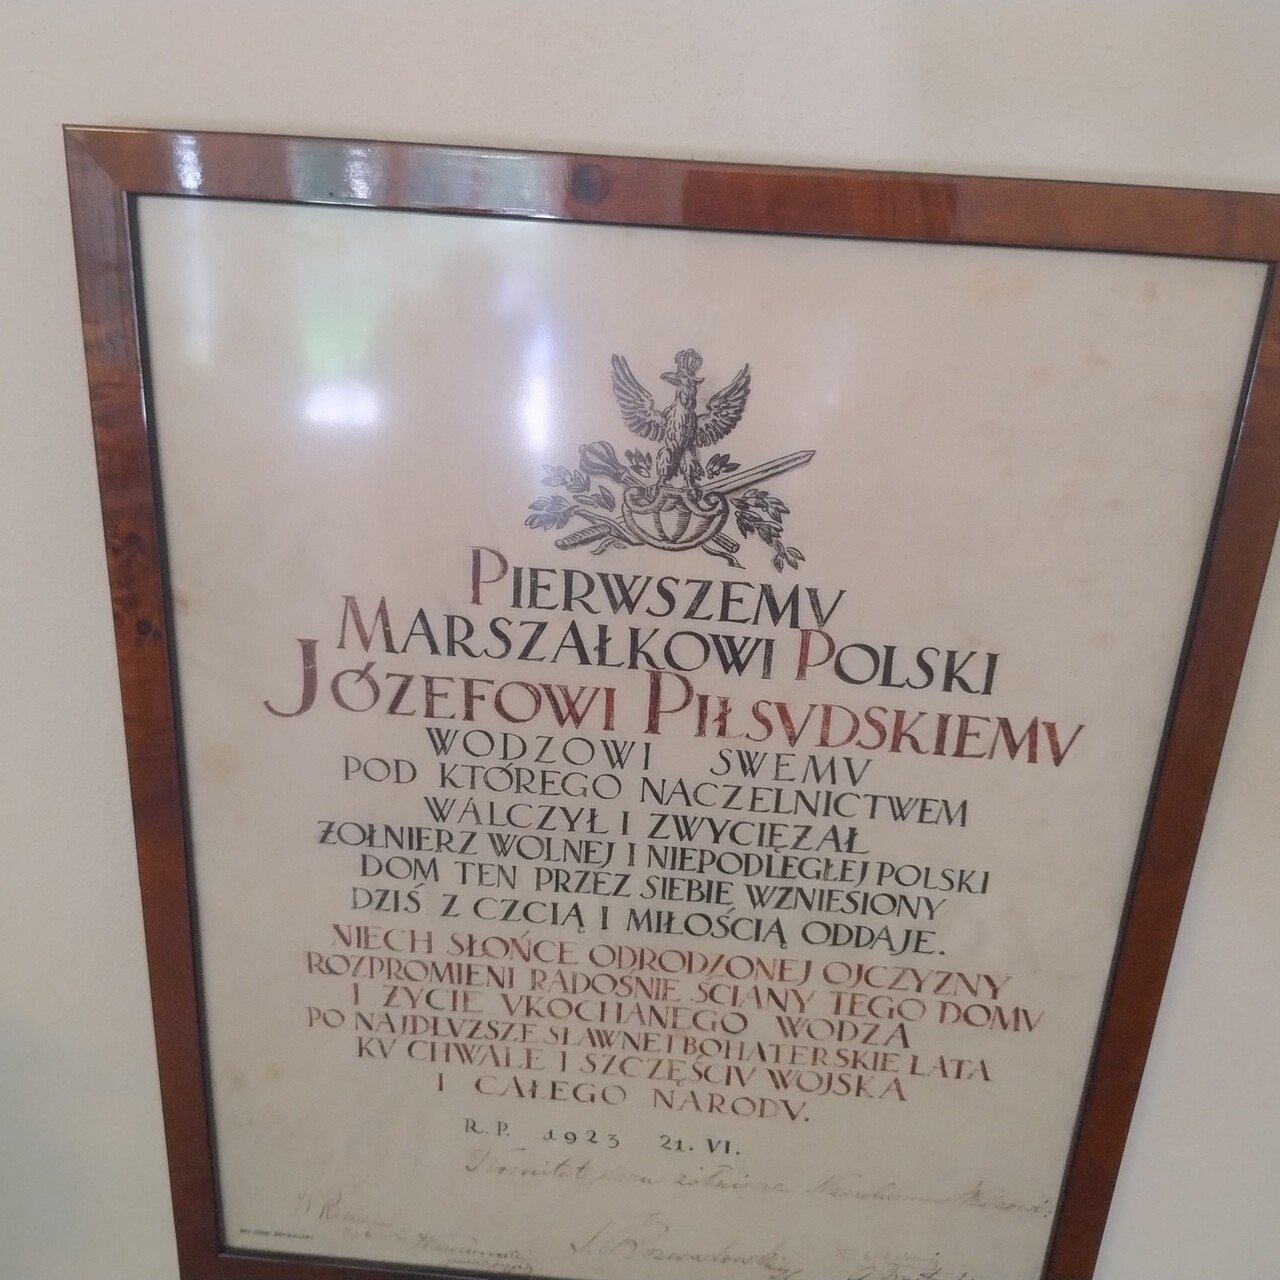 PIERWSZEMV
MARSZAŁKOWI POLSKI
JÓZEFOWI PIŁSVDSKIEMV
WODZOWI SWEMV
POD KTÓREGO NACZELNICTWEM
WALCZYŁ I ZWYCIĘŻAŁ
ŻOŁNIERZ WOLNEJ I NIEPODLEGŁEJ POLSKI
DOM TEN PRZEZ SIEBIE WZNIESIONY
DZIŚ Z CZCIĄ I MIŁOŚCIĄ ODDAJE.
NIECH SŁOŃCE ODRODZONEJ OJCZYZNY
ROZPROMIENI RADOŚNIE ŚCIANY TEGO DOMV
I ŻYCIE VKOCHANEGO WODZA
PO NAJDŁVŻSZE SŁAWNE I BOHATERSKIE LATA
KV CHWALE I SZCZĘŚCIV WOJSKA
I CAŁEGO NARODV.
R.P. 1923 21. VI.
Komitet żołnierza